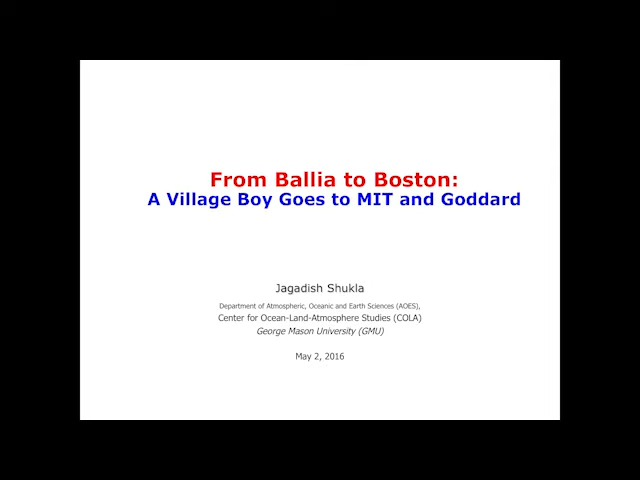 From Ballia to Boston:
A Village Boy Goes to MIT and Goddard
Jagadish Shukla
Department of Atmospheric, Oceanic and Earth Sciences (AOES),
Center for Ocean-Land-Atmosphere Studies (COLA)
George Mason University (GMU)
May 2, 2016